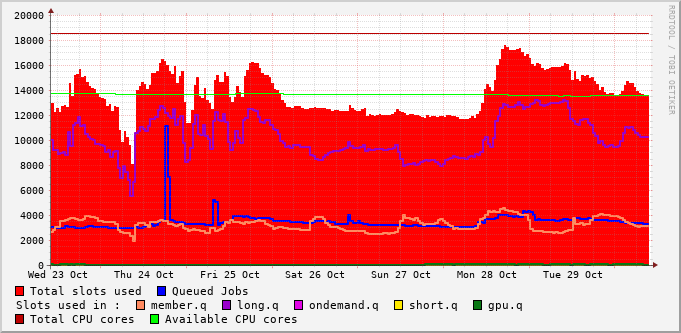 20000
18000
16000
14000
12000
10000
8000
6000
4000
2000
0
Wed 23 Oct Thu 24 Oct Fri 25 Oct Sat 26 Oct Sun 27 Oct Mon 28 Oct Tue 29 Oct
Total slots used Queued Jobs
Slots used in : member.q long.q ondemand.q short.q gpu.q
Total CPU cores Available CPU cores
RRDTOOL / TOBI OETIKER